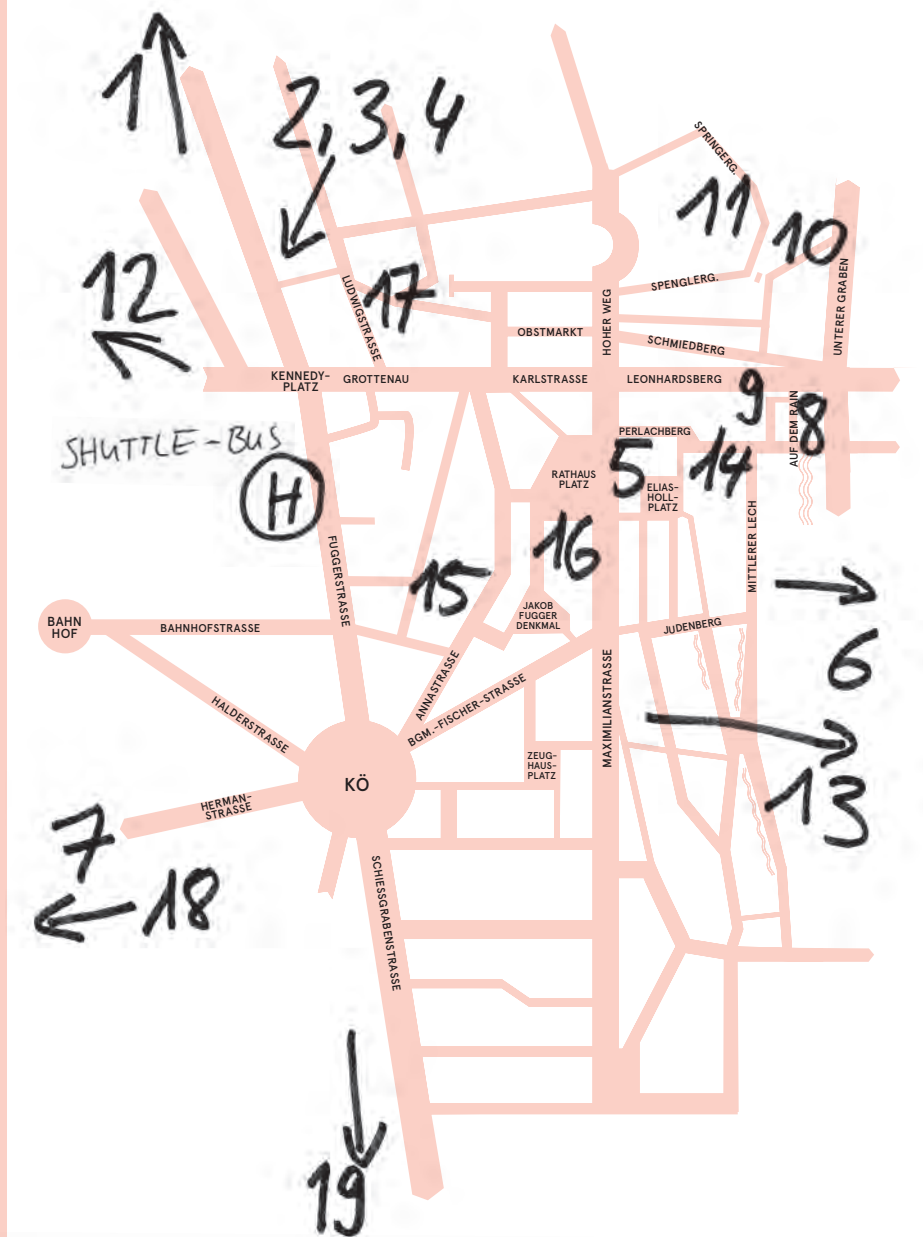 1
2, 3, 4
SPRINGERG.
11
10
12
LUDWIGSTRASSE
17
SPENGLERG.
UNTERER GRABEN
HOHER WEG
OBSTMARKT
SCHMIEDBERG
KENNEDY-
PLATZ
GROTTENAU
KARLSTRASSE
LEONHARDSBERG
9
8
AUF DEM RAIN
SHUTTLE-BUS
H
PERLACHBERG
5
14
RATHAUS
PLATZ
ELIAS-
HOLL-
PLATZ
FUGGERSTRASSE
16
15
MITTLERER LECH
JAKOB
FUGGER
DENKMAL
BAHN
HOF
BAHNHOFSTRASSE
JUDENBERG
6
ANNASTRASSE
BGM.-FISCHER-STRASSE
MAXIMILIANSTRASSE
HALDERSTRASSE
ZEUG-
HAUS-
PLATZ
KÖ
13
HERMAN-
STRASSE
7
18
SCHIESSGRABENSTRASSE
19